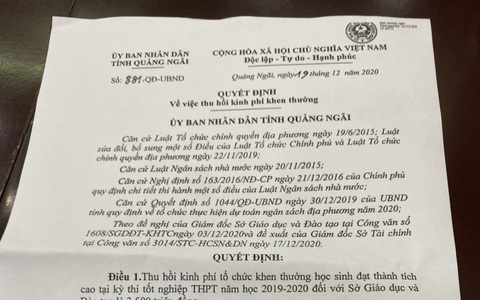 ỦY BAN NHÂN DÂN
TỈNH QUẢNG NGÃI
CỘNG HÒA XÃ HỘI CHỦ NGHĨA VIỆT NAM
Độc lập - Tự do - Hạnh phúc
Số: 881/QĐ-UBND
Quảng Ngãi, ngày 19 tháng 12 năm 2020
QUYẾT ĐỊNH
Về việc thu hồi kinh phí khen thưởng
ỦY BAN NHÂN DÂN TỈNH QUẢNG NGÃI
Căn cứ Luật Tổ chức chính quyền địa phương ngày 19/6/2015; Luật
sửa đổi, bổ sung một số Điều của Luật Tổ chức Chính phủ và Luật Tổ chức
chính quyền địa phương ngày 22/11/2019;
Căn cứ Luật Ngân sách nhà nước ngày 20/11/2015;
Căn cứ Nghị định số 163/2016/NĐ-CP ngày 21/12/2016 của Chính phủ
quy định chi tiết thi hành một số điều của Luật Ngân sách nhà nước;
Căn cứ Quyết định số 1044/QĐ-UBND ngày 30/12/2019 của UBND
tỉnh quy định về tổ chức thực hiện dự toán ngân sách địa phương năm 2020;
Theo đề nghị của Giám đốc Sở Giáo dục và Đào tạo tại Công văn số
1608/SGDĐT-KHTC ngày 03/12/2020 và đề xuất của Giám đốc Sở Tài chính
tại Công văn số 3014/STC-HCSN&DN ngày 17/12/2020.
QUYẾT ĐỊNH:
Điều 1. Thu hồi kinh phí tổ chức khen thưởng học sinh đạt thành tích
cao tại kỳ thi tốt nghiệp THPT năm học 2019-2020 đối với Sở Giáo dục và